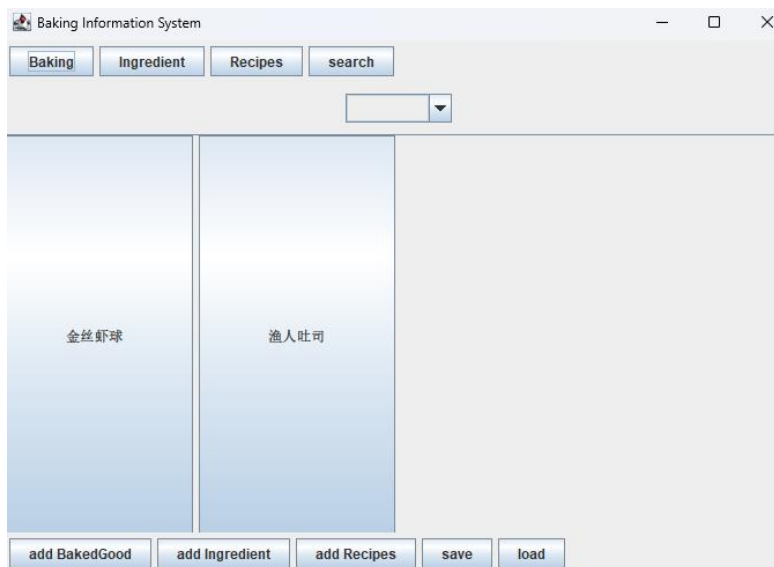 Baking Information System
Baking Ingredient Recipes search
金丝虾球 渔人吐司
add BakedGood add Ingredient add Recipes save load